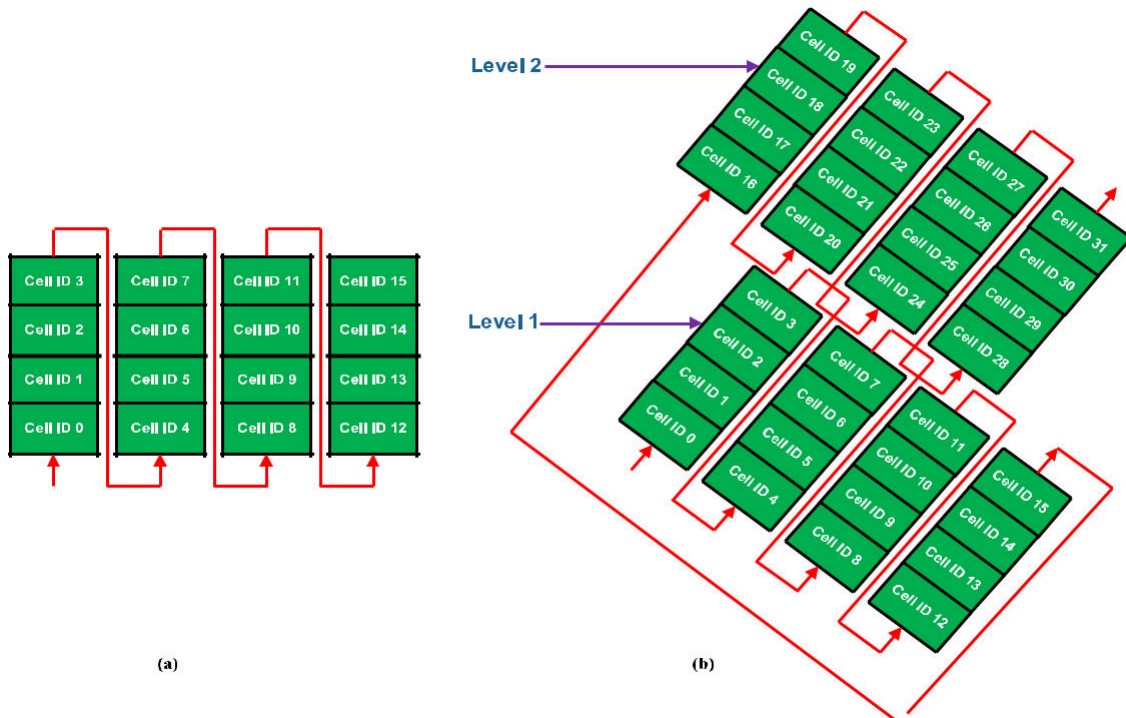 Cell ID 3
Cell ID 2
Cell ID 1
Cell ID 0
Cell ID 7
Cell ID 6
Cell ID 5
Cell ID 4
Cell ID 11
Cell ID 10
Cell ID 9
Cell ID 8
Cell ID 15
Cell ID 14
Cell ID 13
Cell ID 12
(a)
Level 2
Cell ID 19
Cell ID 18
Cell ID 17
Cell ID 16
Cell ID 23
Cell ID 22
Cell ID 21
Cell ID 20
Cell ID 27
Cell ID 26
Cell ID 25
Cell ID 24
Cell ID 31
Cell ID 30
Cell ID 29
Cell ID 28
Level 1
Cell ID 3
Cell ID 2
Cell ID 1
Cell ID 0
Cell ID 7
Cell ID 6
Cell ID 5
Cell ID 4
Cell ID 11
Cell ID 10
Cell ID 9
Cell ID 8
Cell ID 15
Cell ID 14
Cell ID 13
Cell ID 12
(b)